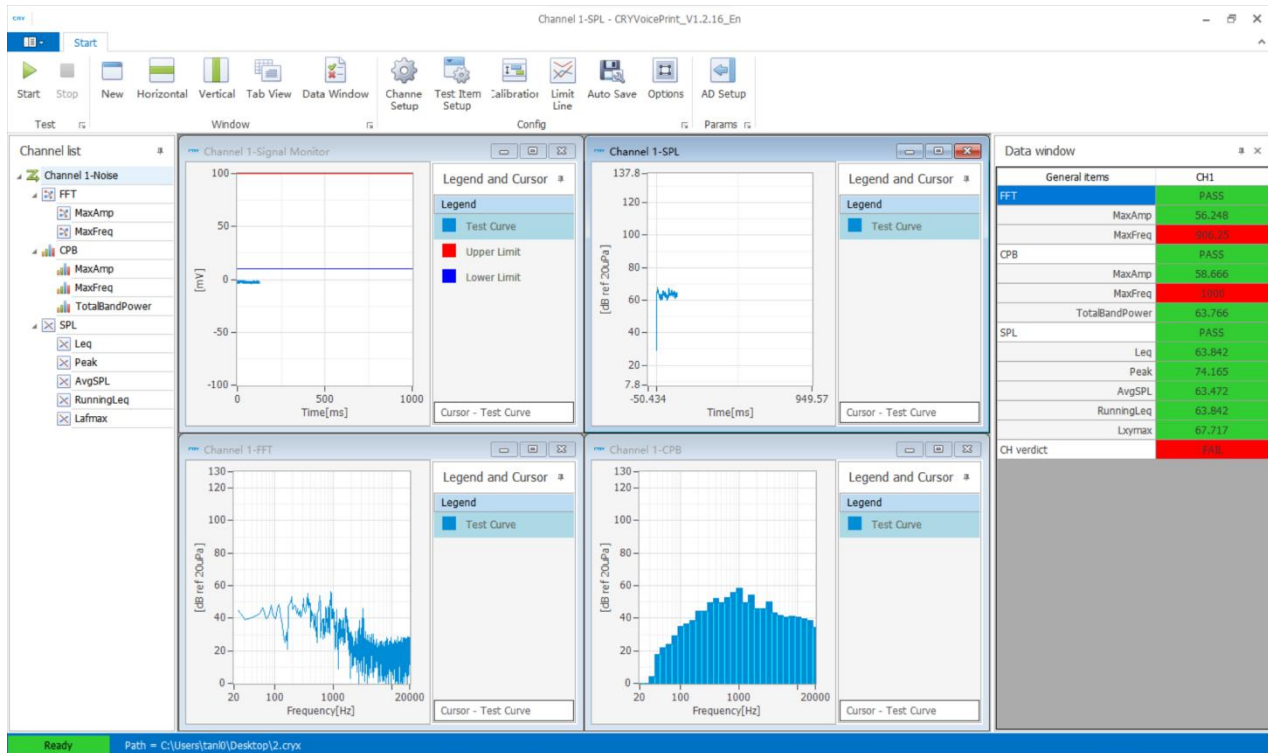 CRY
Channel 1-SPL - CRYVoicePrint_V1.2.16_En
Start
Start Stop New Horizontal Vertical Tab View Data Window Channe Setup Test Item Setup Calibration Limit Line Auto Save Options AD Setup
Test Window Config Params
Channel list
Channel 1-Noise
FFT
MaxAmp
MaxFreq
CPB
MaxAmp
MaxFreq
TotalBandPower
SPL
Leq
Peak
AvgSPL
RunningLeq
Lafmax
Channel 1-Signal Monitor
100
50
0
-50
-100
[mV]
0 500 1000
Time[ms]
Legend and Cursor
Legend
Test Curve
Upper Limit
Lower Limit
Cursor - Test Curve
Channel 1-SPL
137.8
120
100
80
60
40
20
7.8
[dB ref 20uPa]
-50.434 949.57
Time[ms]
Legend and Cursor
Legend
Test Curve
Cursor - Test Curve
Channel 1-FFT
130
120
100
80
60
40
20
0
[dB ref 20uPa]
20 100 1000 20000
Frequency[Hz]
Legend and Cursor
Legend
Test Curve
Cursor - Test Curve
Channel 1-CPB
130
120
100
80
60
40
20
0
[dB ref 20uPa]
20 100 1000 20000
Frequency[Hz]
Legend and Cursor
Legend
Test Curve
Cursor - Test Curve
Data window
General items CH1
FFT PASS
MaxAmp 56.248
MaxFreq 906.25
CPB PASS
MaxAmp 58.666
MaxFreq 1000
TotalBandPower 63.766
SPL PASS
Leq 63.842
Peak 74.165
AvgSPL 63.472
RunningLeq 63.842
Lxymax 67.717
CH verdict FAIL
Ready Path = C:\Users\tanl0\Desktop\2.cryx